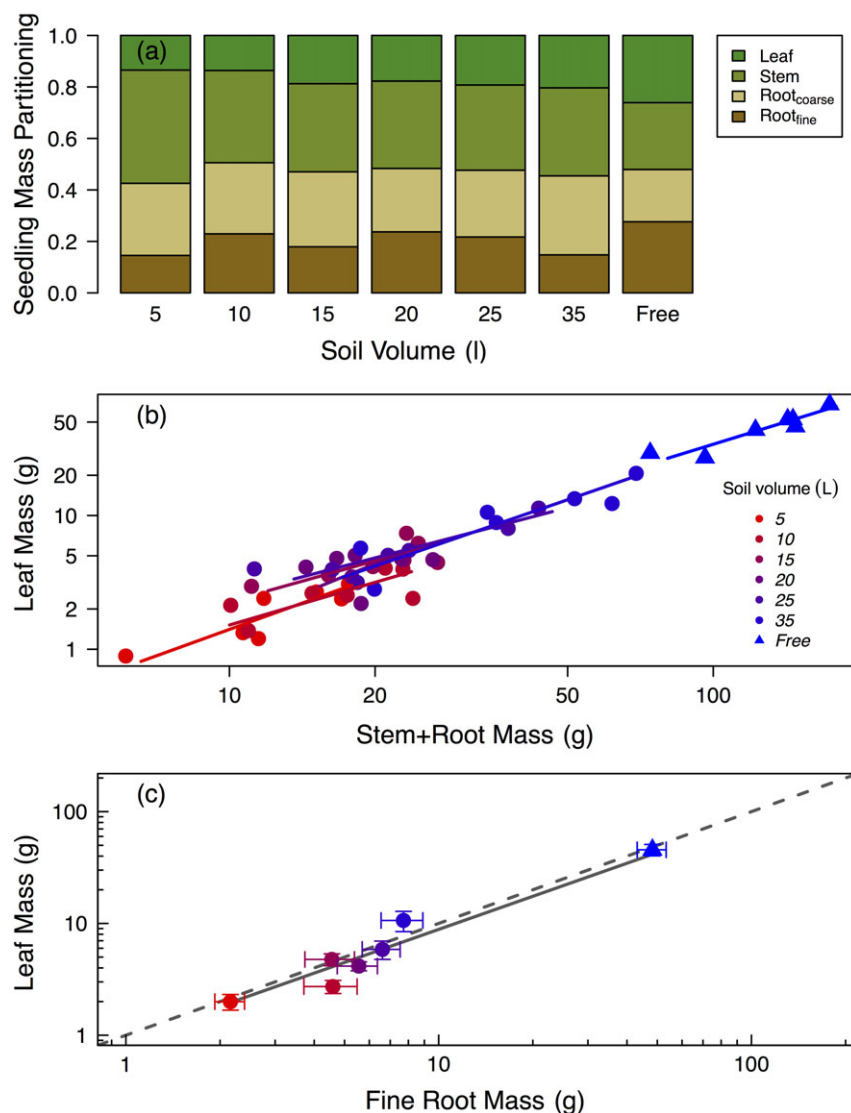 (a)
Seedling Mass Partitioning
1.0
0.8
0.6
0.4
0.2
0.0
5 10 15 20 25 35 Free
Soil Volume (l)
Leaf
Stem
Rootcoarse
Rootfine
(b)
Leaf Mass (g)
50
20
10
5
2
1
10 20 50 100
Stem+Root Mass (g)
Soil volume (L)
5
10
15
20
25
35
Free
(c)
Leaf Mass (g)
100
10
1
1 10 100
Fine Root Mass (g)